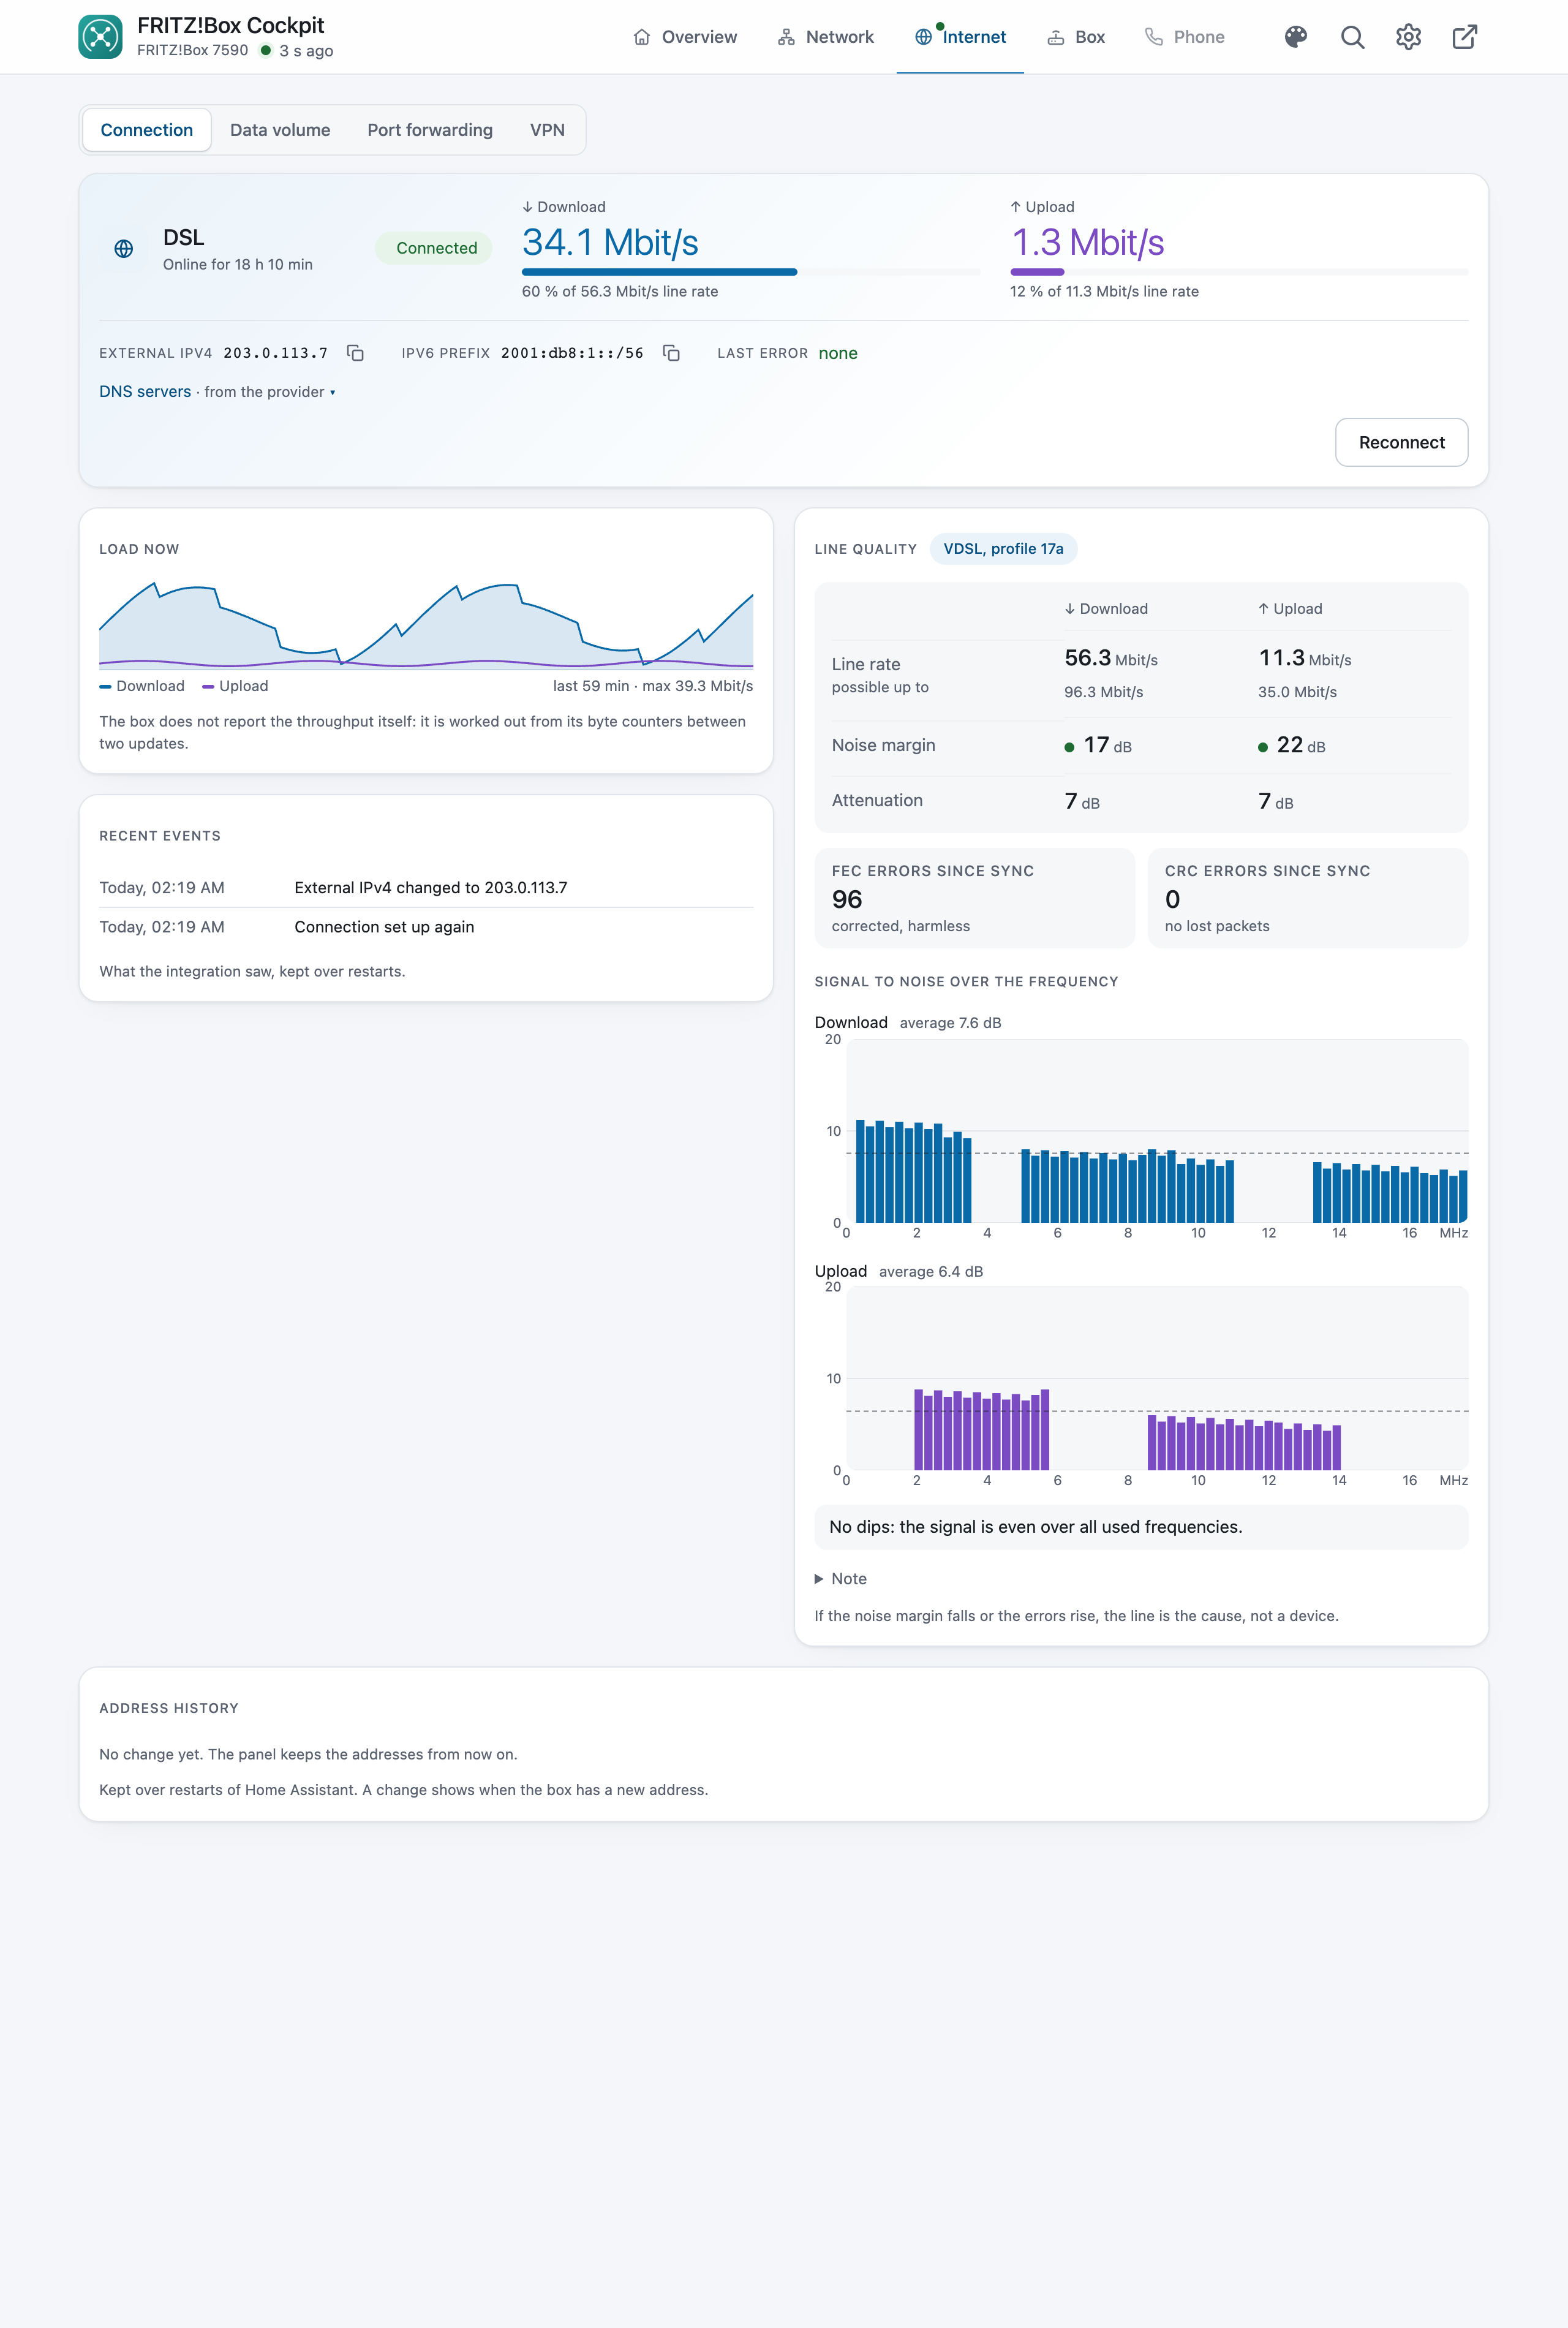 FRITZ!Box Cockpit
FRITZ!Box 7590 3 s ago
Overview Network Internet Box Phone
Connection Data volume Port forwarding VPN
DSL
Online for 18 h 10 min
Connected
↓ Download
34.1 Mbit/s
60 % of 56.3 Mbit/s line rate
↑ Upload
1.3 Mbit/s
12 % of 11.3 Mbit/s line rate
EXTERNAL IPV4 203.0.113.7 IPV6 PREFIX 2001:db8:1::/56 LAST ERROR none
DNS servers · from the provider ▾
Reconnect
LOAD NOW
Download Upload last 59 min · max 39.3 Mbit/s
The box does not report the throughput itself: it is worked out from its byte counters between
two updates.
RECENT EVENTS
Today, 02:19 AM External IPv4 changed to 203.0.113.7
Today, 02:19 AM Connection set up again
What the integration saw, kept over restarts.
LINE QUALITY VDSL, profile 17a
↓ Download ↑ Upload
Line rate 56.3 Mbit/s 11.3 Mbit/s
possible up to 96.3 Mbit/s 35.0 Mbit/s
Noise margin 17 dB 22 dB
Attenuation 7 dB 7 dB
FEC ERRORS SINCE SYNC
96
corrected, harmless
CRC ERRORS SINCE SYNC
0
no lost packets
SIGNAL TO NOISE OVER THE FREQUENCY
Download average 7.6 dB
20
10
0
0 2 4 6 8 10 12 14 16 MHz
Upload average 6.4 dB
20
10
0
0 2 4 6 8 10 12 14 16 MHz
No dips: the signal is even over all used frequencies.
▶ Note
If the noise margin falls or the errors rise, the line is the cause, not a device.
ADDRESS HISTORY
No change yet. The panel keeps the addresses from now on.
Kept over restarts of Home Assistant. A change shows when the box has a new address.